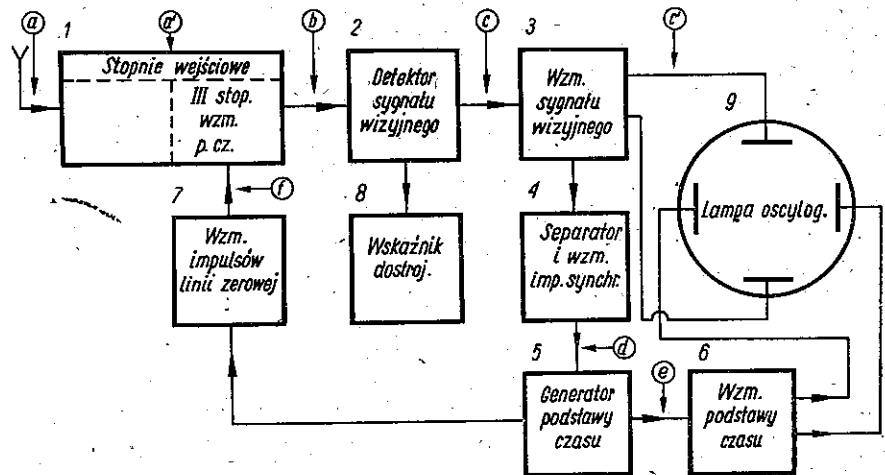 a
1
a'
Stopnie wejściowe
III stop.
wzm.
p. cz.
b
2
Detektor
sygnału
wizyjnego
c
3
Wzm.
sygnału
wizyjnego
c'
9
Lampa oscylog.
7
f
Wzm.
impulsów
linii zerowej
8
Wskaźnik
dostroj.
4
Separator
i wzm.
imp. synchr.
d
5
Generator
podstawy
czasu
e
6
Wzm.
podstawy
czasu